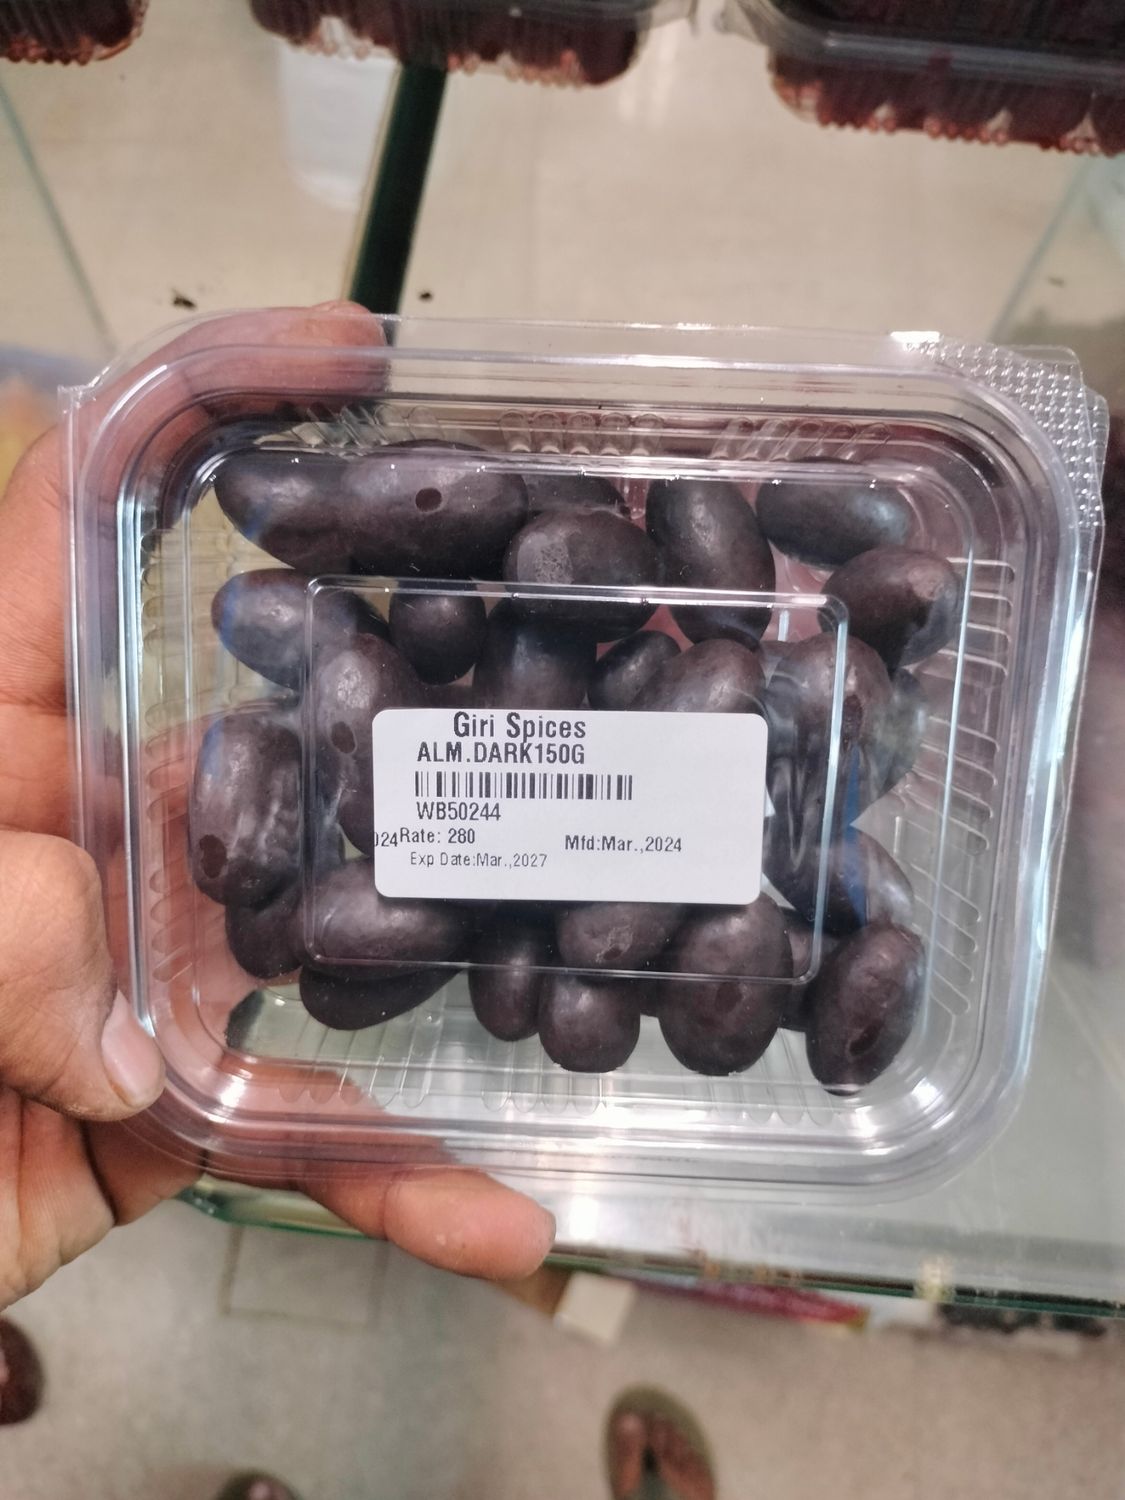 Giri Spices
ALM.DARK150G
WB50244
024Rate: 280 Mfd:Mar.,2024
Exp Date:Mar.,2027